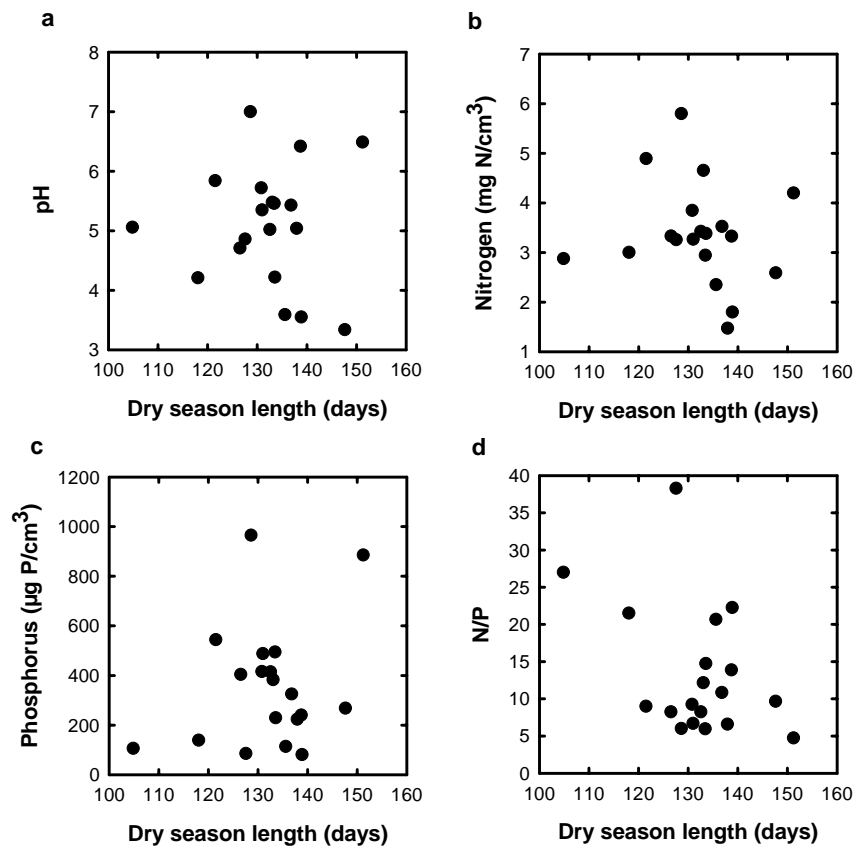 a
8
7
6
5
4
3
pH
100 110 120 130 140 150 160
Dry season length (days)
b
7
6
5
4
3
2
1
Nitrogen (mg N/cm3)
100 110 120 130 140 150 160
Dry season length (days)
c
1200
1000
800
600
400
200
0
Phosphorus (µg P/cm3)
100 110 120 130 140 150 160
Dry season length (days)
d
40
35
30
25
20
15
10
5
0
N/P
100 110 120 130 140 150 160
Dry season length (days)